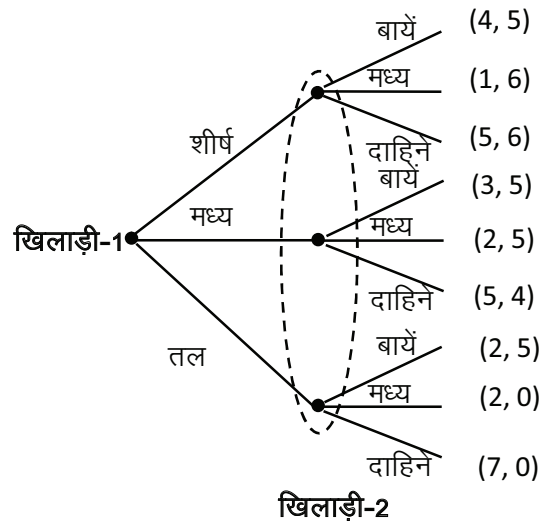 बायें (4, 5)
मध्य (1, 6)
शीर्ष दाहिने (5, 6)
बायें (3, 5)
मध्य मध्य (2, 5)
खिलाड़ी-1
दाहिने (5, 4)
तल बायें (2, 5)
मध्य (2, 0)
दाहिने (7, 0)
खिलाड़ी-2